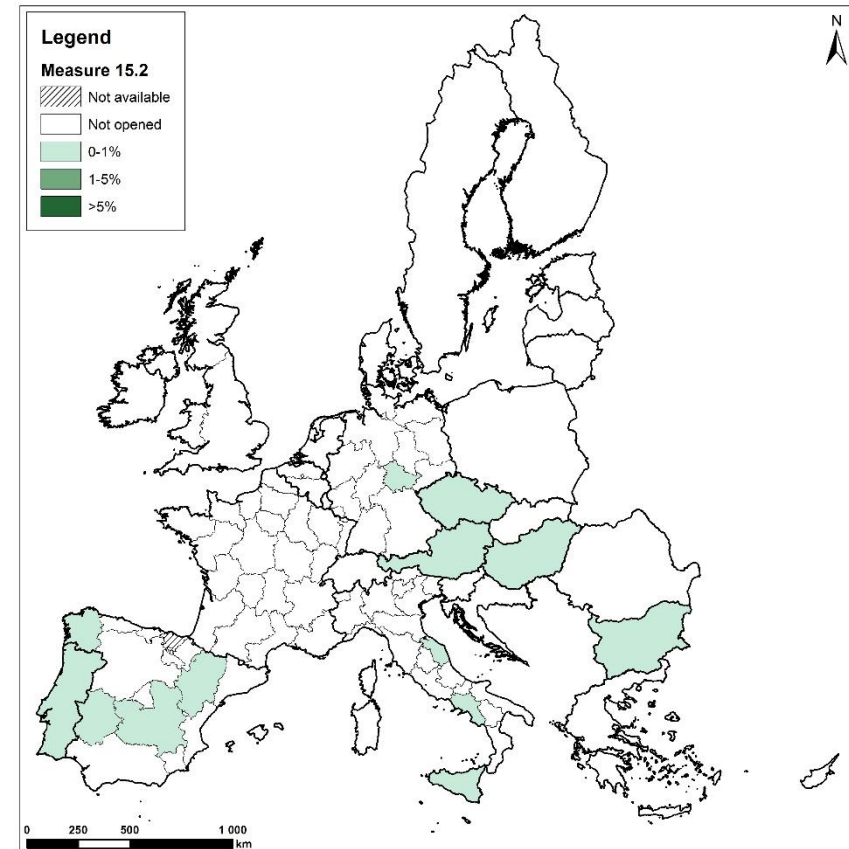 Legend
Measure 15.2
Not available
Not opened
0-1%
1-5%
>5%
N
0 250 500 1 000
km